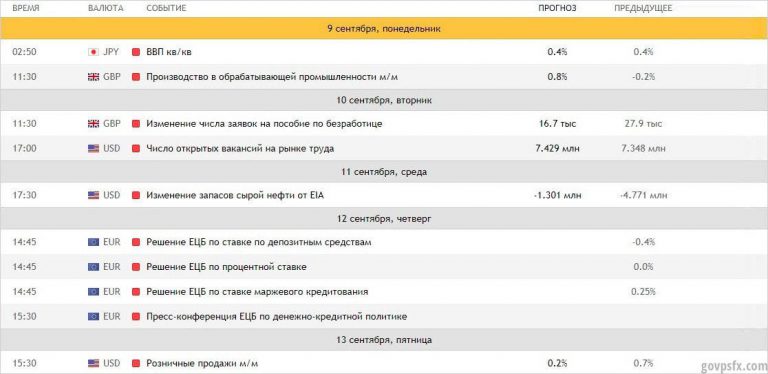 ВРЕМЯ ВАЛЮТА СОБЫТИЕ ПРОГНОЗ ПРЕДЫДУЩЕЕ
9 сентября, понедельник
02:50 JPY ВВП кв/кв 0.4% 0.4%
11:30 GBP Производство в обрабатывающей промышленности м/м 0.8% -0.2%
10 сентября, вторник
11:30 GBP Изменение числа заявок на пособие по безработице 16.7 тыс 27.9 тыс
17:00 USD Число открытых вакансий на рынке труда 7.429 млн 7.348 млн
11 сентября, среда
17:30 USD Изменение запасов сырой нефти от EIA -1.301 млн -4.771 млн
12 сентября, четверг
14:45 EUR Решение ЕЦБ по ставке по депозитным средствам -0.4%
14:45 EUR Решение ЕЦБ по процентной ставке 0.0%
14:45 EUR Решение ЕЦБ по ставке маржевого кредитования 0.25%
15:30 EUR Пресс-конференция ЕЦБ по денежно-кредитной политике
13 сентября, пятница
15:30 USD Розничные продажи м/м 0.2% 0.7%
govpsfx.com